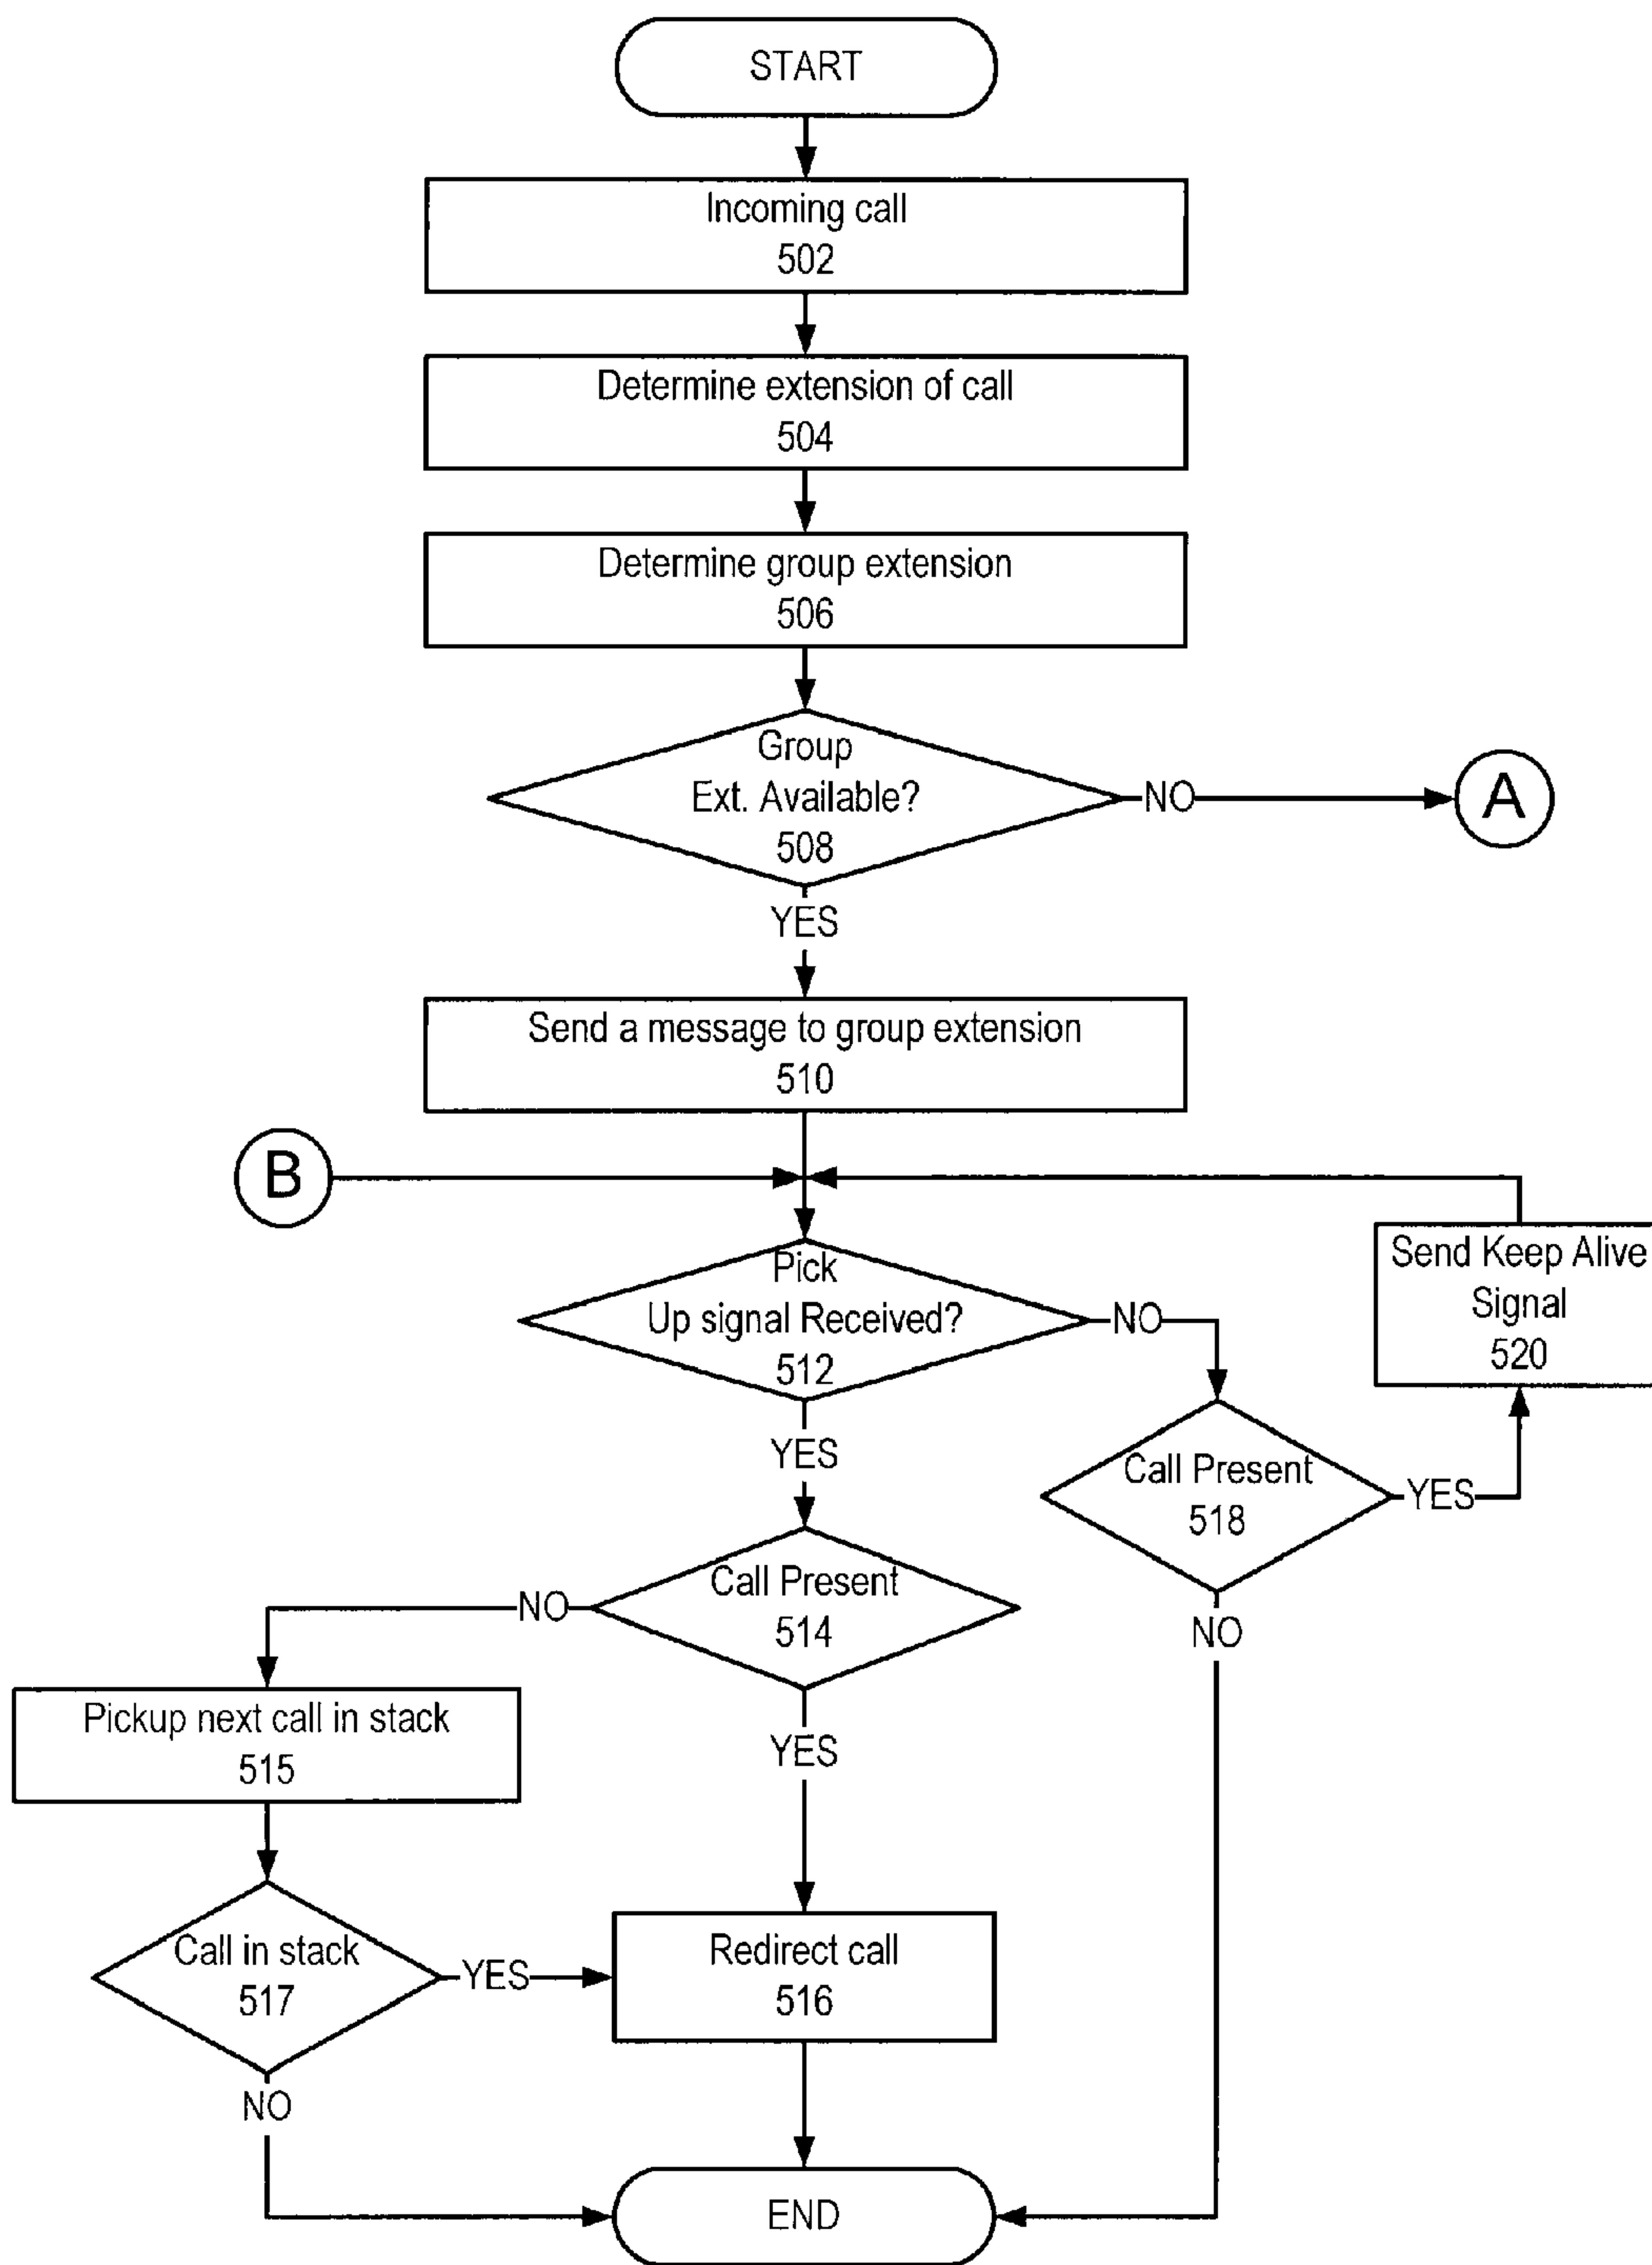 START
Incoming call
502
Determine extension of call
504
Determine group extension
506
Group
Ext. Available?
508
NO
A
YES
Send a message to group extension
510
B
Pick
Up signal Received?
512
NO
Send Keep Alive
Signal
520
YES
Call Present
518
YES
NO
Call Present
514
NO
YES
Pickup next call in stack
515
Call in stack
517
YES
Redirect call
516
NO
END